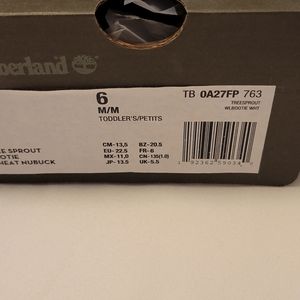 berland
6
M/M
TODDLER'S/PETITS
TB 0A27FP 763
TREESPROUT
WLBOOTIE WHT
CM-13,5 BZ-20.5
EU-22.5 FR-6
MX-11,0 CN-135(1.0)
JP-13.5 UK-5.5
E SPROUT
OOTIE
HEAT NUBUCK